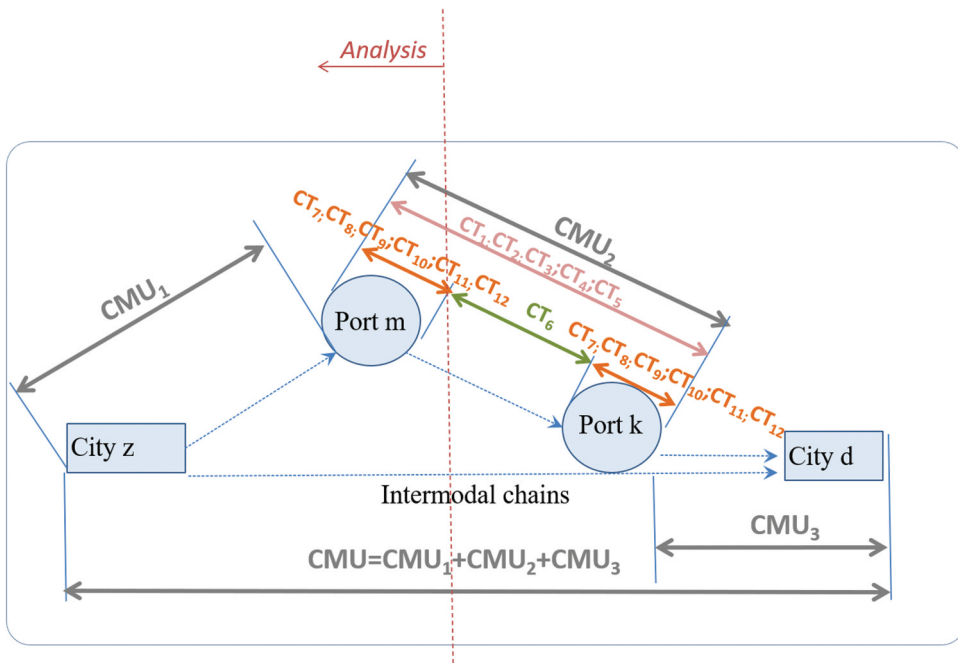 Analysis
CMU₁
CT₇;CT₈;CT₉;CT₁₀;CT₁₁;CT₁₂
CMU₂
CT₁;CT₂;CT₃;CT₄;CT₅
CT₆
Port m
CT₇;CT₈;CT₉;CT₁₀;CT₁₁;CT₁₂
Port k
City z
City d
Intermodal chains
CMU₃
CMU=CMU₁+CMU₂+CMU₃